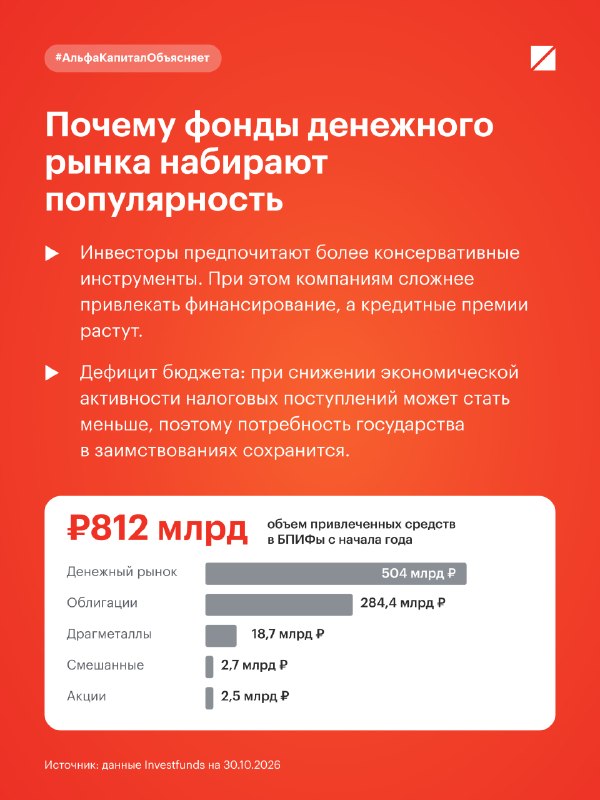 #АльфаКапиталОбъясняет
Почему фонды денежного
рынка набирают
популярность
Инвесторы предпочитают более консервативные
инструменты. При этом компаниям сложнее
привлекать финансирование, а кредитные премии
растут.
Дефицит бюджета: при снижении экономической
активности налоговых поступлений может стать
меньше, поэтому потребность государства
в заимствованиях сохранится.
₽812 млрд
объем привлеченных средств
в БПИФы с начала года
Денежный рынок 504 млрд ₽
Облигации 284,4 млрд ₽
Драгметаллы 18,7 млрд ₽
Смешанные 2,7 млрд ₽
Акции 2,5 млрд ₽
Источник: данные Investfunds на 30.10.2026